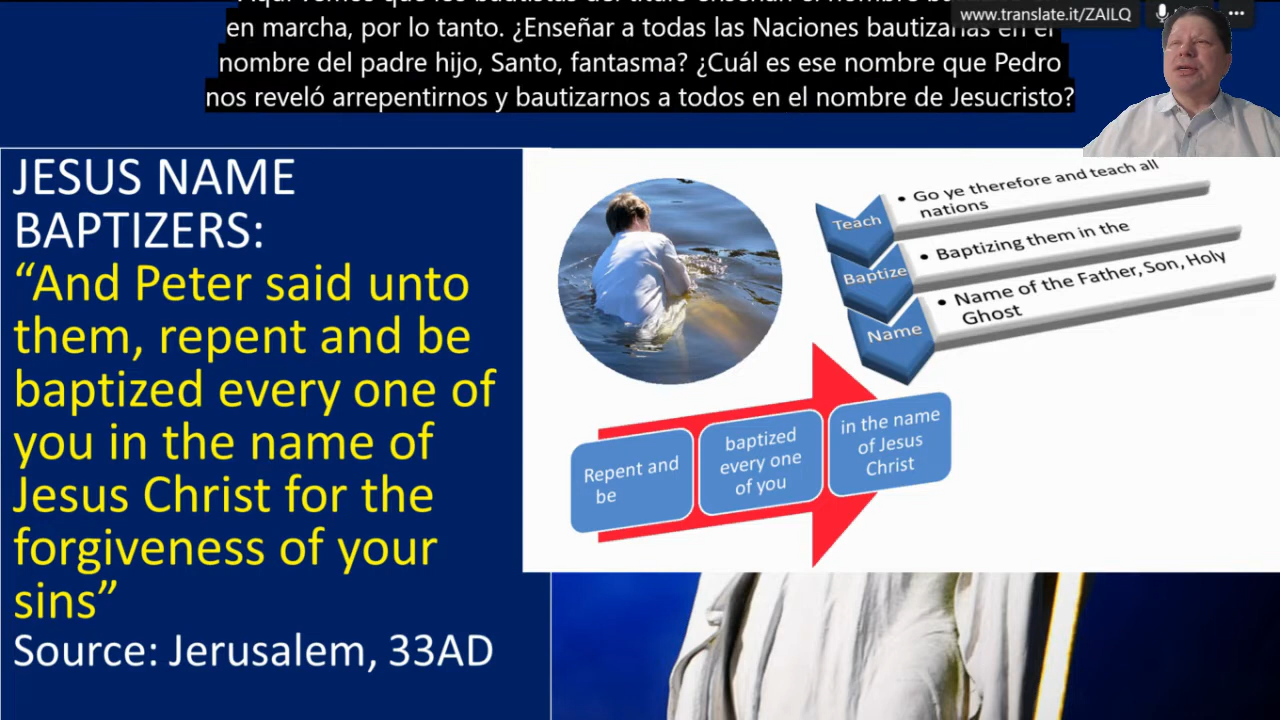 www.translate.it/ZAILQ
en marcha, por lo tanto. ¿Enseñar a todas las Naciones bautizarlas en el
nombre del padre hijo, Santo, fantasma? ¿Cuál es ese nombre que Pedro
nos reveló arrepentirnos y bautizarnos a todos en el nombre de Jesucristo?
JESUS NAME
BAPTIZERS:
“And Peter said unto
them, repent and be
baptized every one of
you in the name of
Jesus Christ for the
forgiveness of your
sins”
Source: Jerusalem, 33AD
Teach
• Go ye therefore and teach all
nations
Baptize
• Baptizing them in the
Name
• Name of the Father, Son, Holy
Ghost
Repent and
be
baptized
every one
of you
in the name
of Jesus
Christ